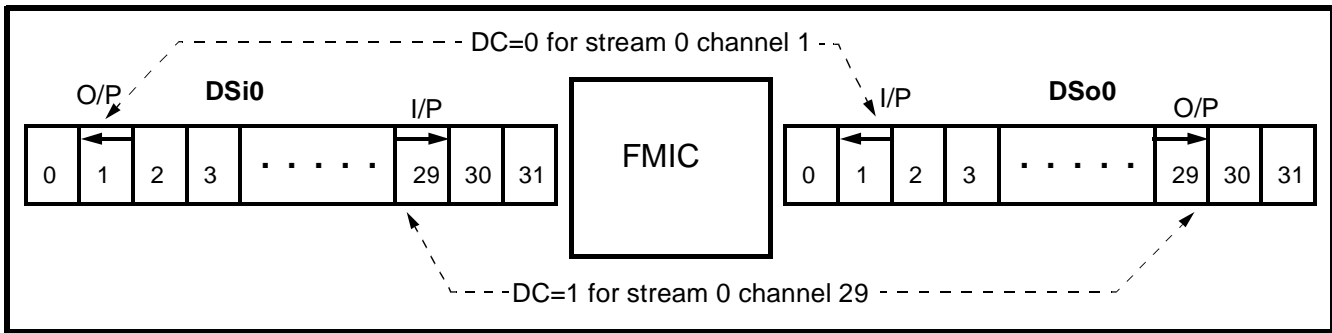 DC=0 for stream 0 channel 1
DSi0
DSo0
O/P
I/P
I/P
O/P
FMIC
0 1 2 3 . . . . . 29 30 31
0 1 2 3 . . . . . 29 30 31
DC=1 for stream 0 channel 29